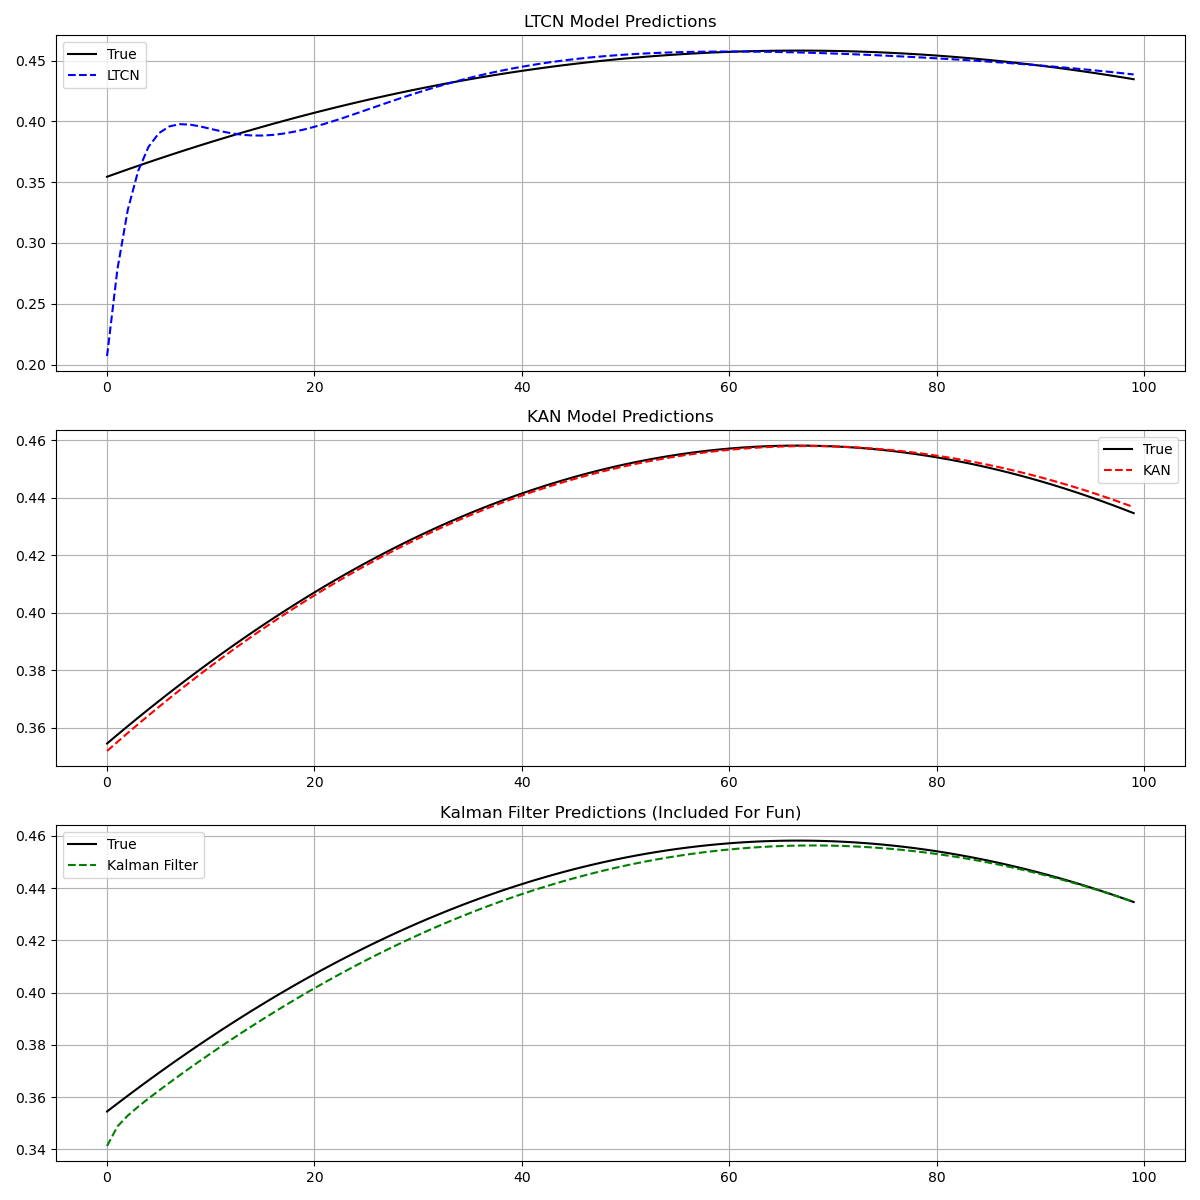 LTCN Model Predictions
True
LTCN
0.45
0.40
0.35
0.30
0.25
0.20
0 20 40 60 80 100
KAN Model Predictions
True
KAN
0.46
0.44
0.42
0.40
0.38
0.36
0 20 40 60 80 100
Kalman Filter Predictions (Included For Fun)
True
Kalman Filter
0.46
0.44
0.42
0.40
0.38
0.36
0.34
0 20 40 60 80 100